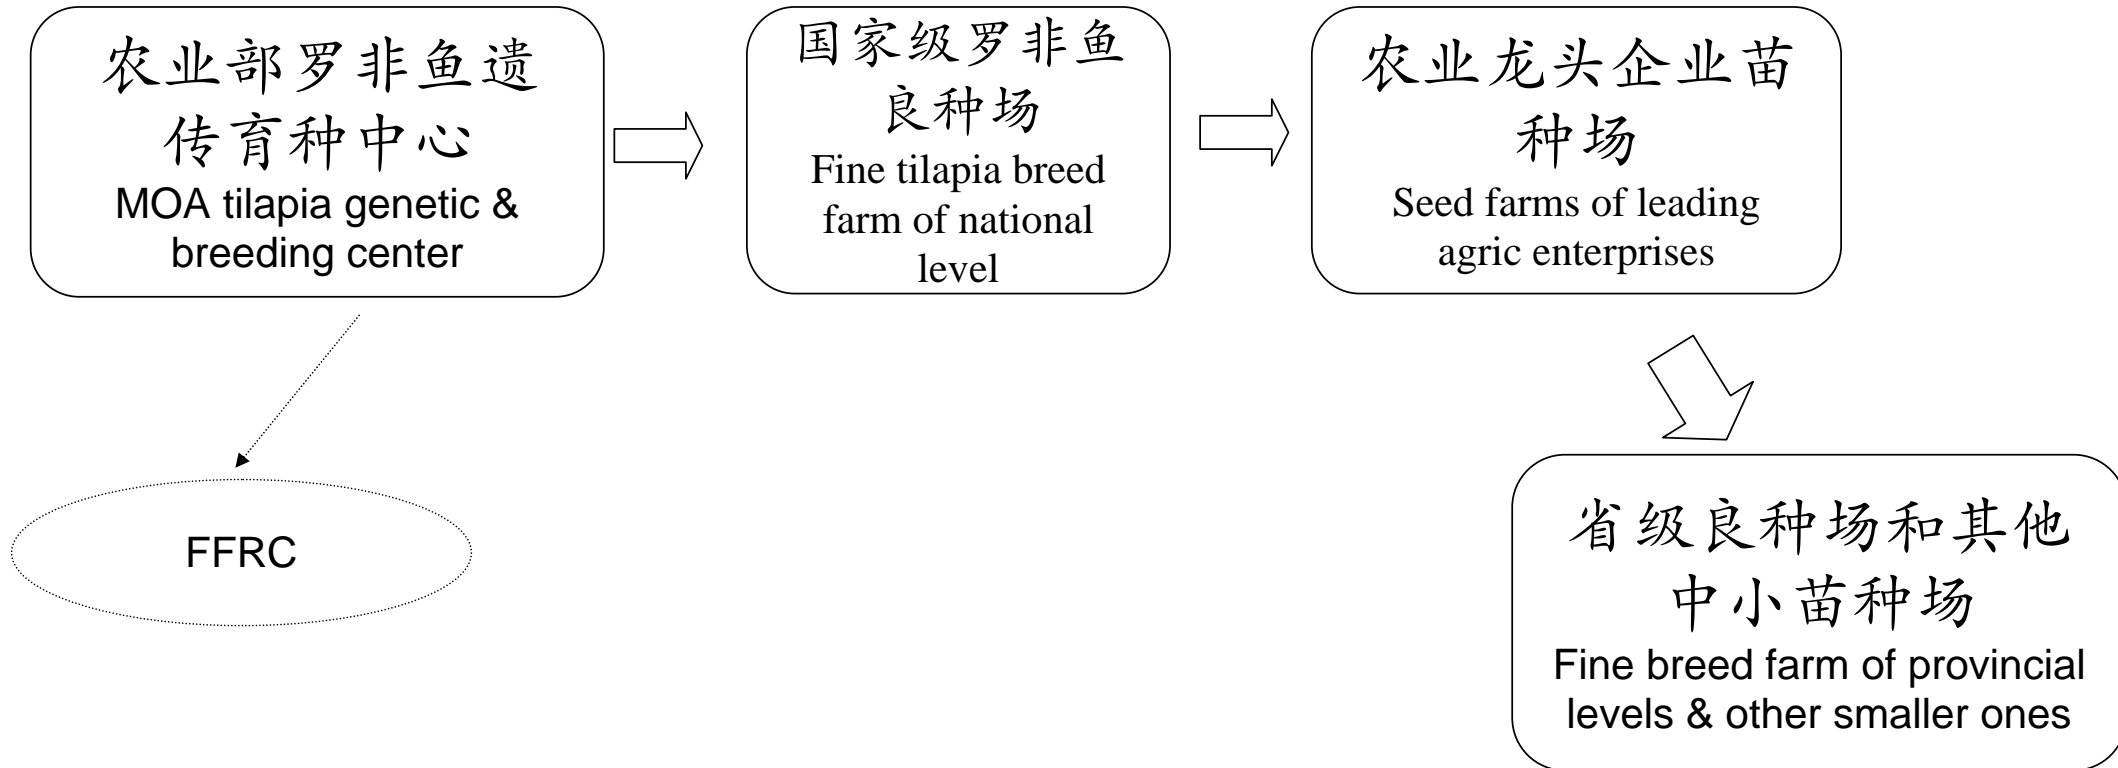 农业部罗非鱼遗
传育种中心
MOA tilapia genetic &
breeding center
国家级罗非鱼
良种场
Fine tilapia breed
farm of national
level
农业龙头企业苗
种场
Seed farms of leading
agric enterprises
FFRC
省级良种场和其他
中小苗种场
Fine breed farm of provincial
levels & other smaller ones